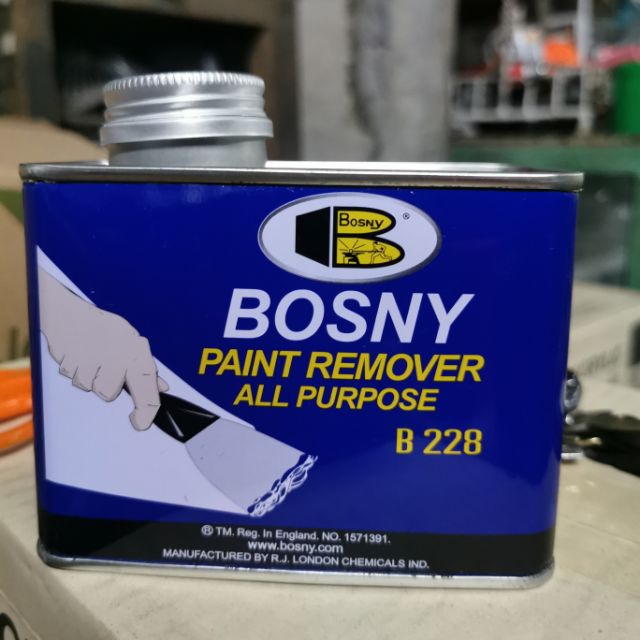 BOSNY
®
BOSNY
PAINT REMOVER
ALL PURPOSE
B 228
® TM. Reg. In England. NO. 1571391.
www.bosny.com
MANUFACTURED BY R.J. LONDON CHEMICALS IND.